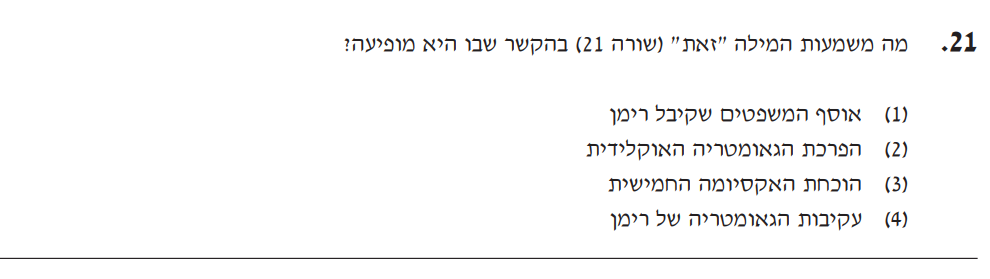 21. מה משמעות המילה "זאת" (שורה 21) בהקשר שבו היא מופיעה?
(1) אוסף המשפטים שקיבל רימן
(2) הפרכת הגאומטריה האוקלידית
(3) הוכחת האקסיומה החמישית
(4) עקיבות הגאומטריה של רימן